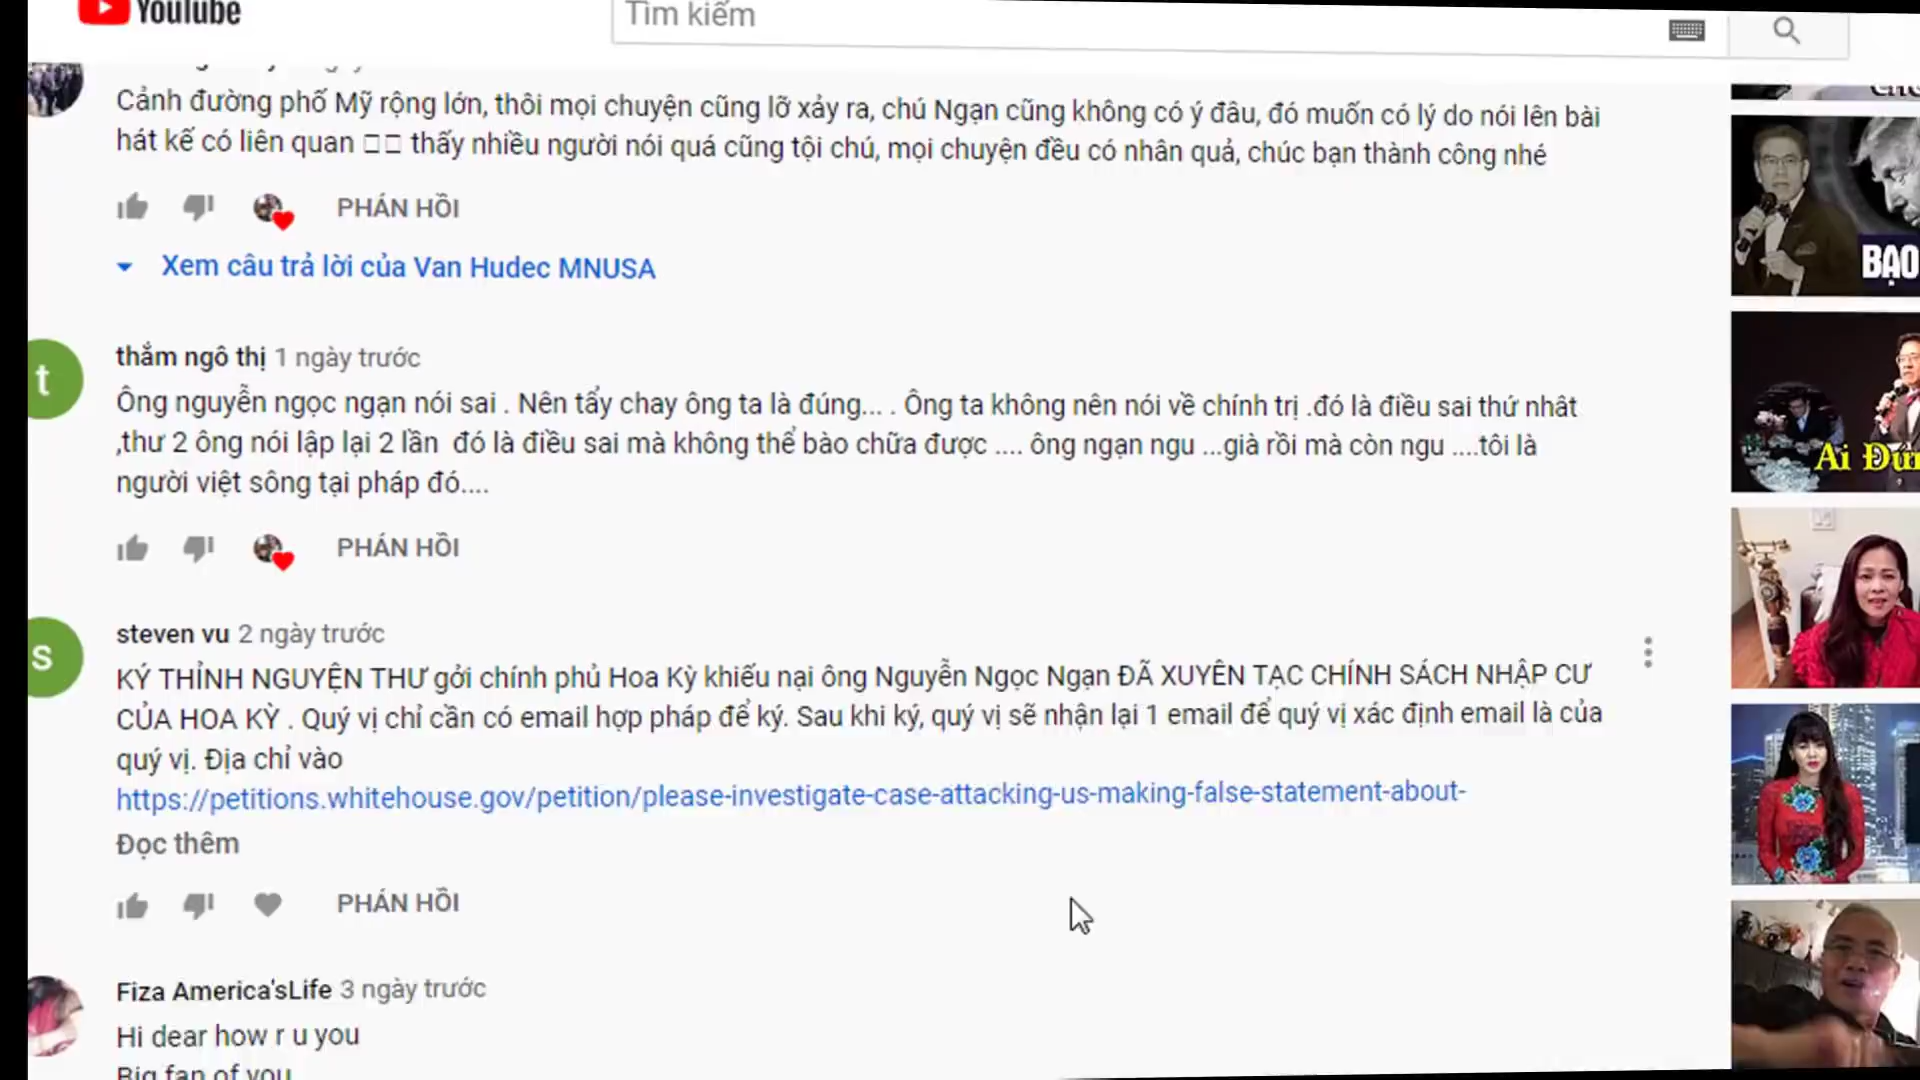 YouTube
Tìm kiếm
Cảnh đường phố Mỹ rộng lớn, thôi mọi chuyện cũng lỡ xảy ra, chú Ngạn cũng không có ý đâu, đó muốn có lý do nói lên bài
hát kế có liên quan □□ thấy nhiều người nói quá cũng tội chú, mọi chuyện đều có nhân quả, chúc bạn thành công nhé
PHẢN HỒI
Xem câu trả lời của Van Hudec MNUSA
t
thắm ngô thị 1 ngày trước
Ông nguyễn ngọc ngạn nói sai . Nên tẩy chay ông ta là đúng... . Ông ta không nên nói về chính trị .đó là điều sai thứ nhât
,thư 2 ông nói lập lại 2 lần đó là điều sai mà không thể bào chữa được .... ông ngạn ngu ...già rồi mà còn ngu ....tôi là
người việt sông tại pháp đó....
PHẢN HỒI
s
steven vu 2 ngày trước
KÝ THỈNH NGUYỆN THƯ gởi chính phủ Hoa Kỳ khiếu nại ông Nguyễn Ngọc Ngạn ĐÃ XUYÊN TẠC CHÍNH SÁCH NHẬP CƯ
CỦA HOA KỲ . Quý vị chỉ cần có email hợp pháp để ký. Sau khi ký, quý vị sẽ nhận lại 1 email để quý vị xác định email là của
quý vị. Địa chỉ vào
https://petitions.whitehouse.gov/petition/please-investigate-case-attacking-us-making-false-statement-about-
Đọc thêm
PHẢN HỒI
Fiza America'sLife 3 ngày trước
Hi dear how r u you
Big fan of you
BẠO
Ai Đún